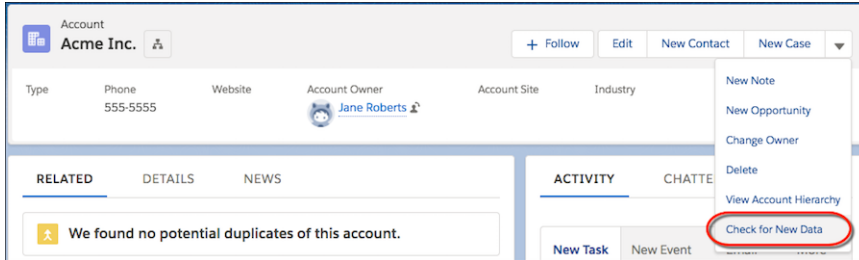 Account
Acme Inc.
+ Follow
Edit
New Contact
New Case
Type
Phone
Website
Account Owner
Account Site
Industry
555-5555
Jane Roberts
New Note
New Opportunity
Change Owner
Delete
View Account Hierarchy
Check for New Data
RELATED
DETAILS
NEWS
ACTIVITY
CHATTE
We found no potential duplicates of this account.
New Task
New Event